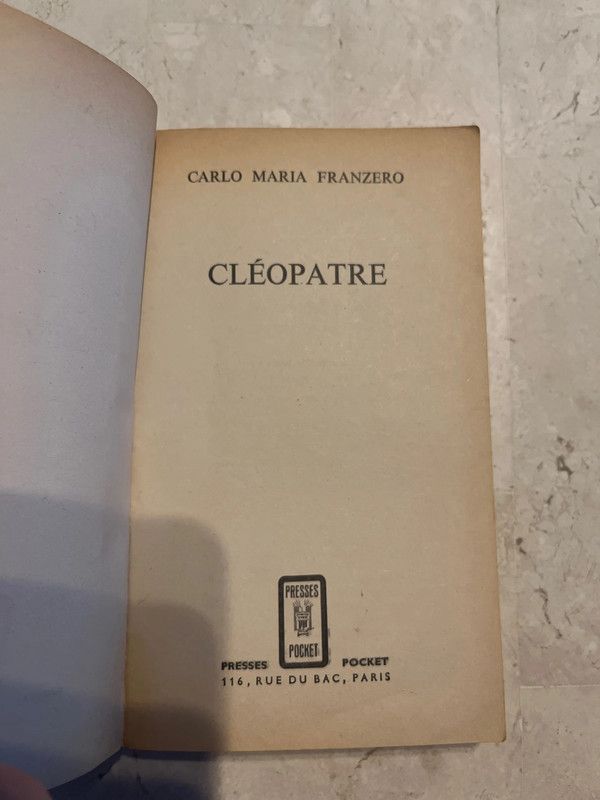 CARLO MARIA FRANZERO
CLÉOPATRE
PRESSES
POCKET
PRESSES POCKET
116, RUE DU BAC, PARIS